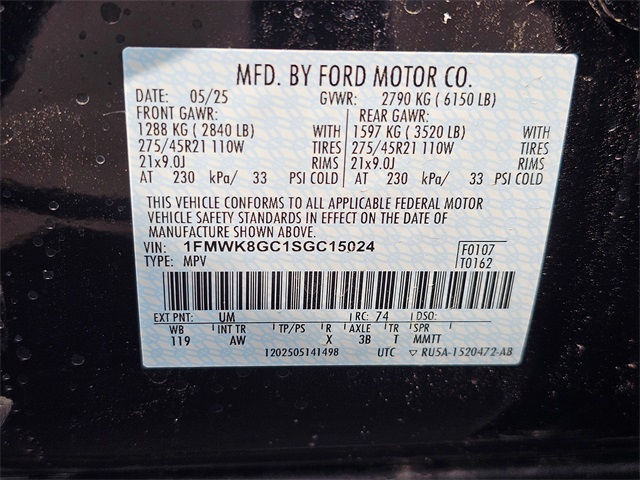 MFD. BY FORD MOTOR CO.
DATE: 05/25 GVWR: 2790 KG ( 6150 LB)
FRONT GAWR: REAR GAWR:
1288 KG ( 2840 LB) WITH 1597 KG ( 3520 LB) WITH
275/45R21 110W TIRES 275/45R21 110W TIRES
21x9.0J RIMS 21x9.0J RIMS
AT 230 kPa/ 33 PSI COLD AT 230 kPa/ 33 PSI COLD
THIS VEHICLE CONFORMS TO ALL APPLICABLE FEDERAL MOTOR
VEHICLE SAFETY STANDARDS IN EFFECT ON THE DATE OF
MANUFACTURE SHOWN ABOVE.
VIN: 1FMWK8GC1SGC15024 F0107
TYPE: MPV T0162
EXT PNT: UM RC: 74 DSO:
WB INT TR TP/PS R AXLE TR SPR
119 AW X 3B T MMTT
1202505141498 UTC ▽ RU5A-1520472-AB